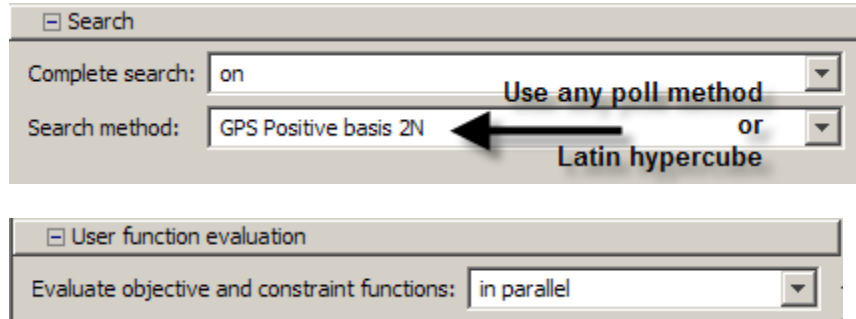 Search
Complete search: on
Use any poll method
Search method: GPS Positive basis 2N or
Latin hypercube
User function evaluation
Evaluate objective and constraint functions: in parallel